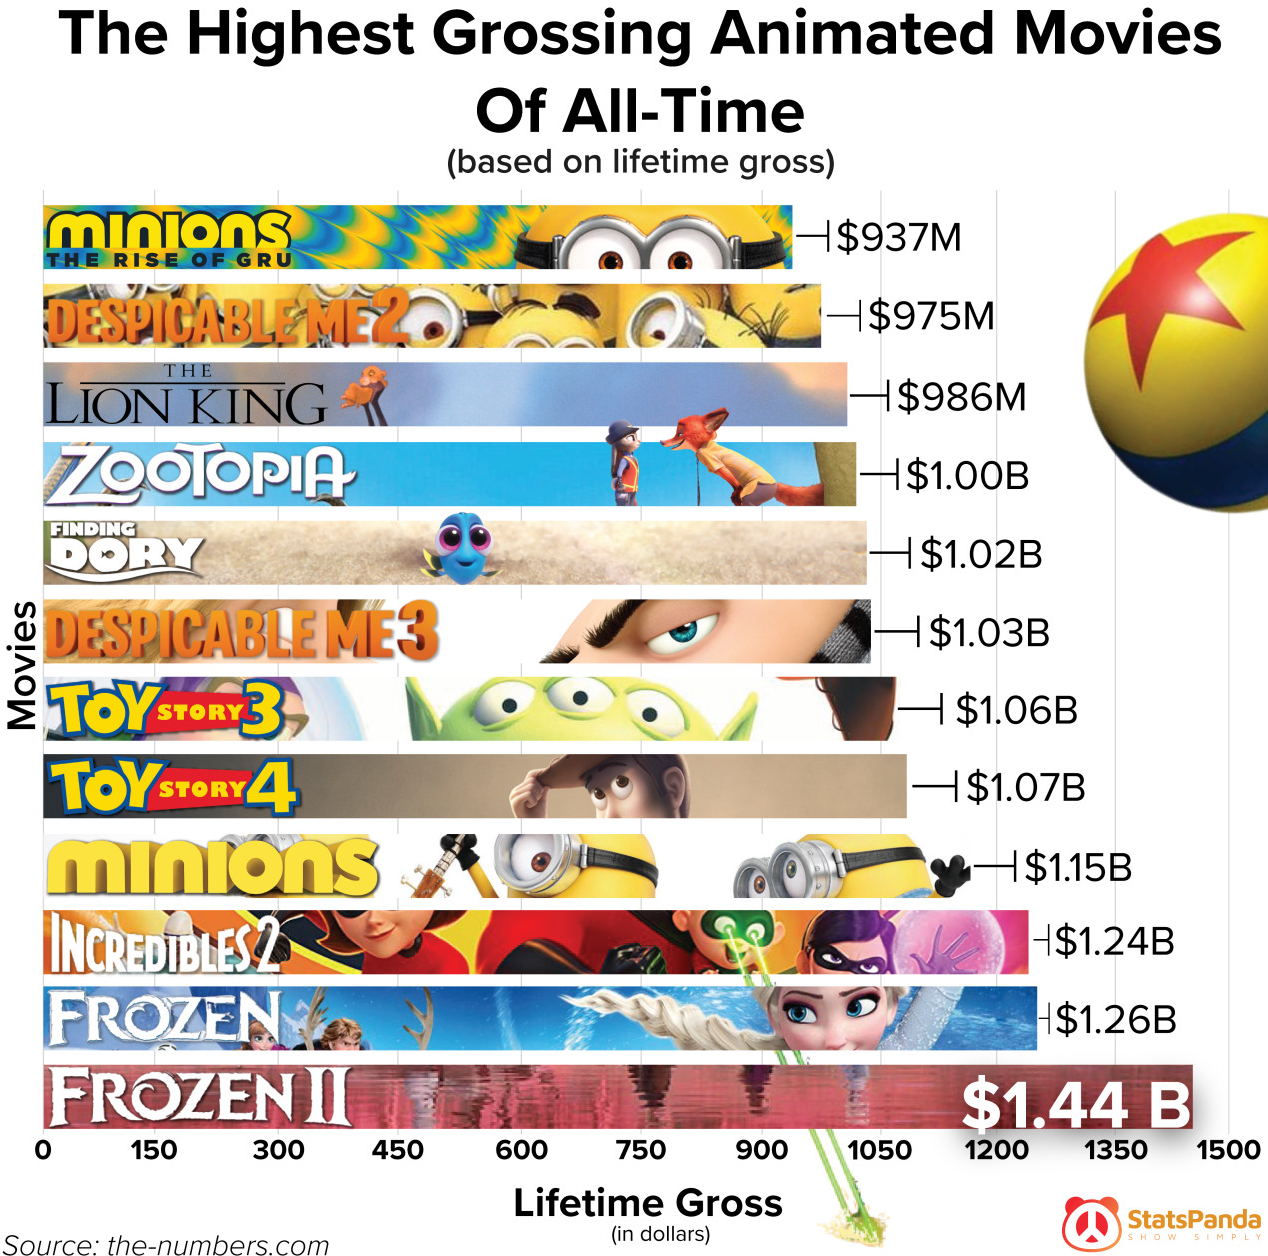 The Highest Grossing Animated Movies
Of All-Time
(based on lifetime gross)
minions
THE RISE OF GRU
$937M
DESPICABLE ME 2
$975M
THE
LION KING
$986M
ZOOTOPIA
$1.00B
FINDING
DORY
$1.02B
DESPICABLE ME 3
$1.03B
TOY STORY 3
$1.06B
TOY STORY 4
$1.07B
minions
$1.15B
INCREDIBLES 2
$1.24B
FROZEN
$1.26B
FROZEN II
$1.44 B
Movies
0 150 300 450 600 750 900 1050 1200 1350 1500
Lifetime Gross
(in dollars)
Source: the-numbers.com
StatsPanda
SHOW SIMPLY